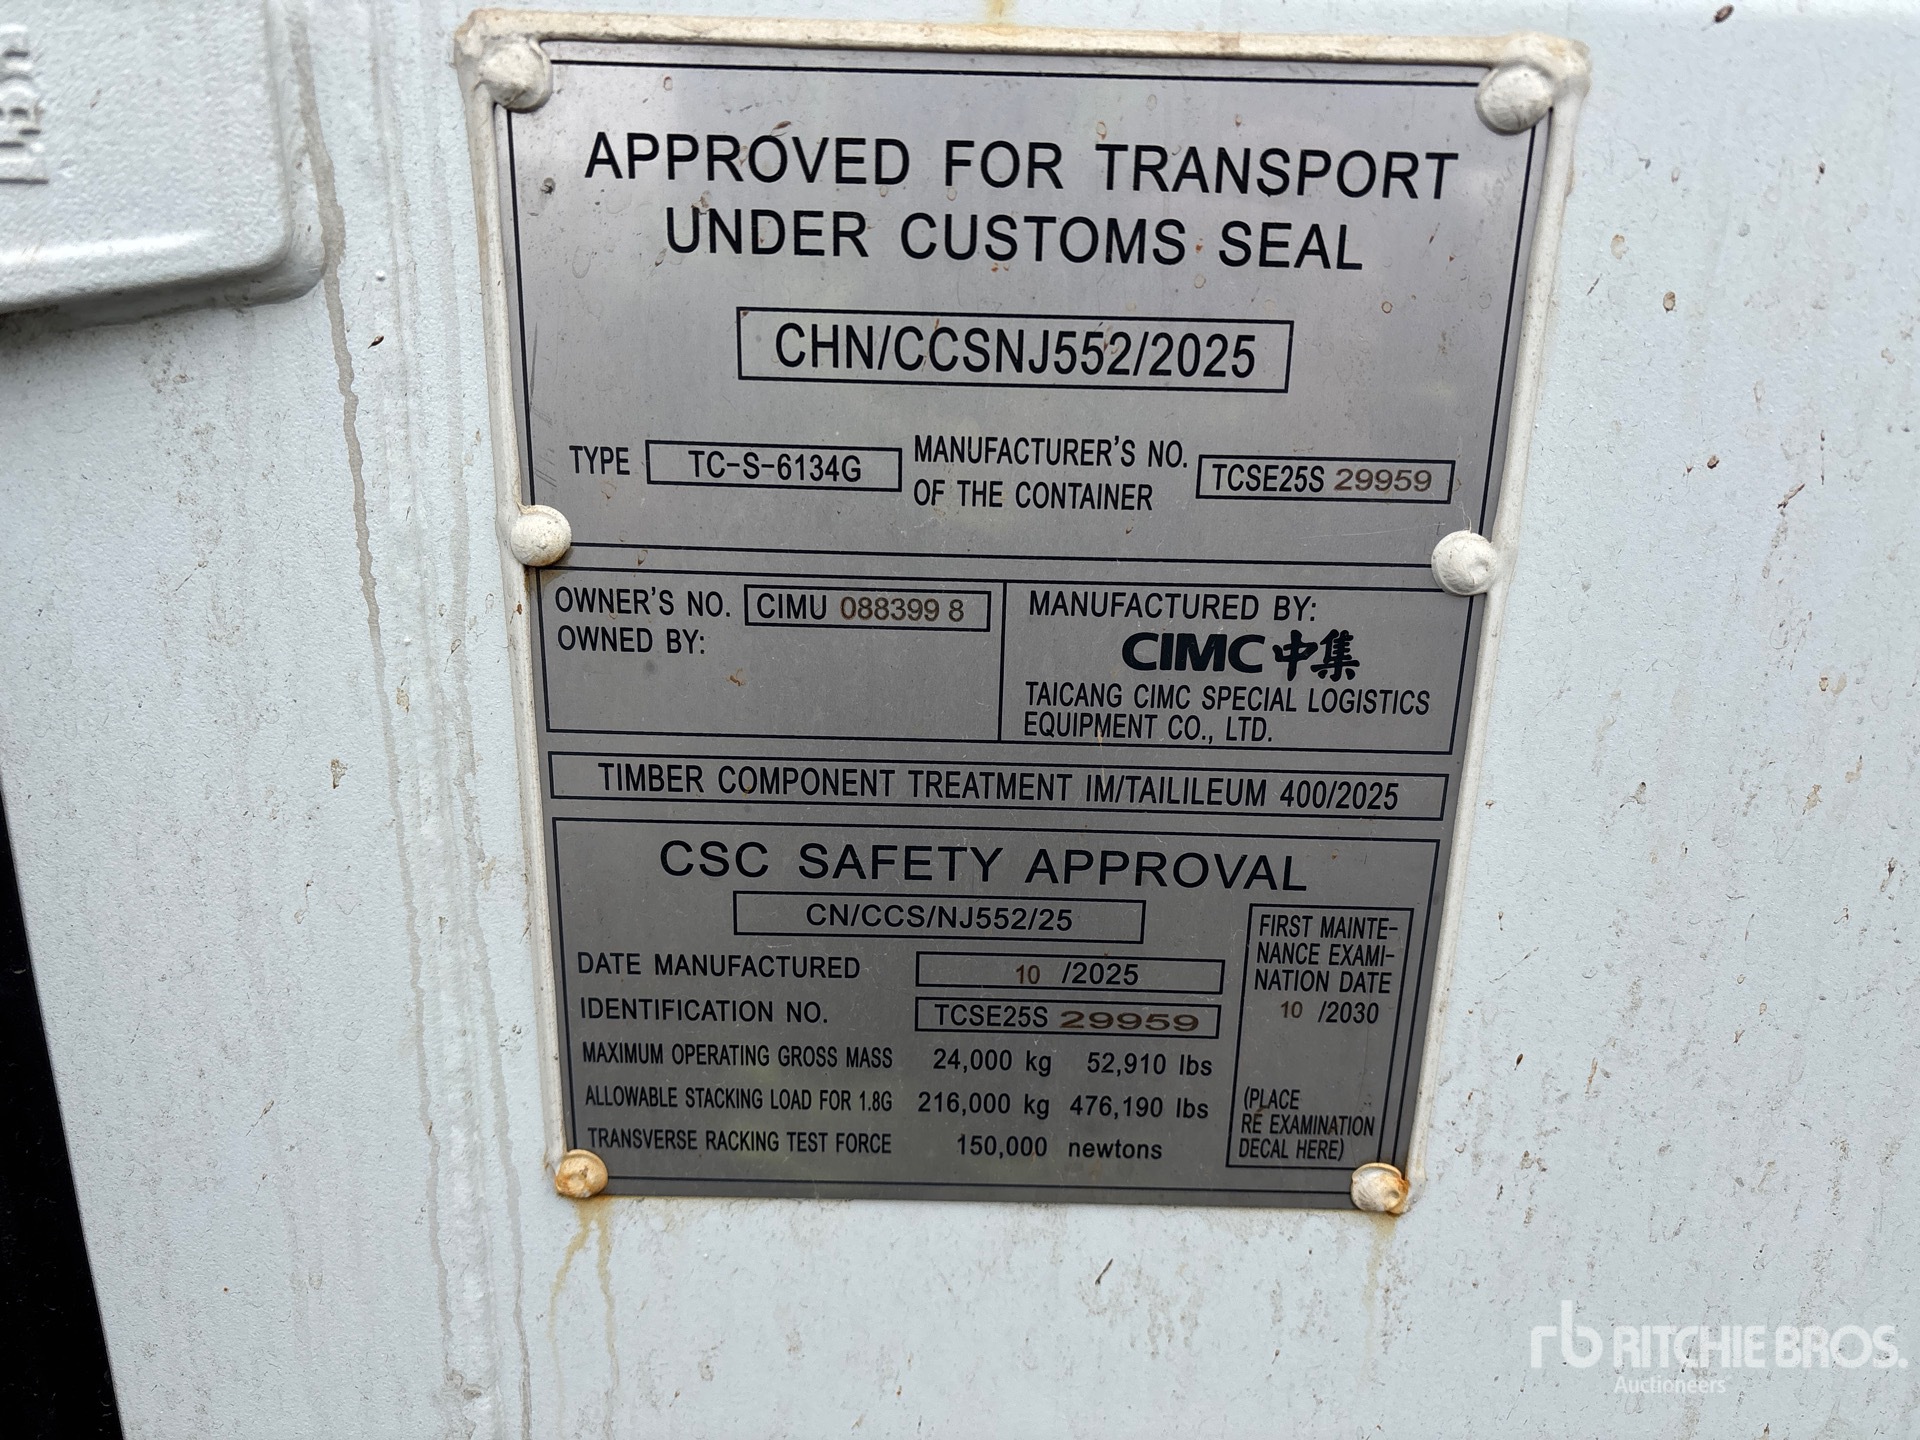 APPROVED FOR TRANSPORT
UNDER CUSTOMS SEAL
CHN/CCSNJ552/2025
TYPE TC-S-6134G
MANUFACTURER'S NO.
OF THE CONTAINER
TCSE25S 29959
OWNER'S NO. CIMU 088399 8
OWNED BY:
MANUFACTURED BY:
CIMC 中集
TAICANG CIMC SPECIAL LOGISTICS
EQUIPMENT CO., LTD.
TIMBER COMPONENT TREATMENT IM/TAILILEUM 400/2025
CSC SAFETY APPROVAL
CN/CCS/NJ552/25
DATE MANUFACTURED 10 /2025
IDENTIFICATION NO. TCSE25S 29959
MAXIMUM OPERATING GROSS MASS 24,000 kg 52,910 lbs
ALLOWABLE STACKING LOAD FOR 1.8G 216,000 kg 476,190 lbs
TRANSVERSE RACKING TEST FORCE 150,000 newtons
FIRST MAINTE-
NANCE EXAMI-
NATION DATE
10 /2030
(PLACE
RE EXAMINATION
DECAL HERE)
rb RITCHIE BROS.
Auctioneers